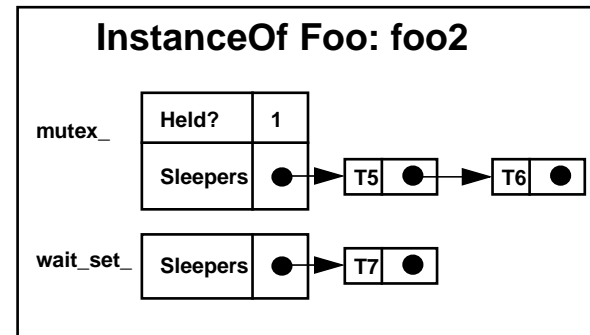 InstanceOf Foo: foo2
mutex_
Held? 1
Sleepers T5 T6
wait_set_
Sleepers T7